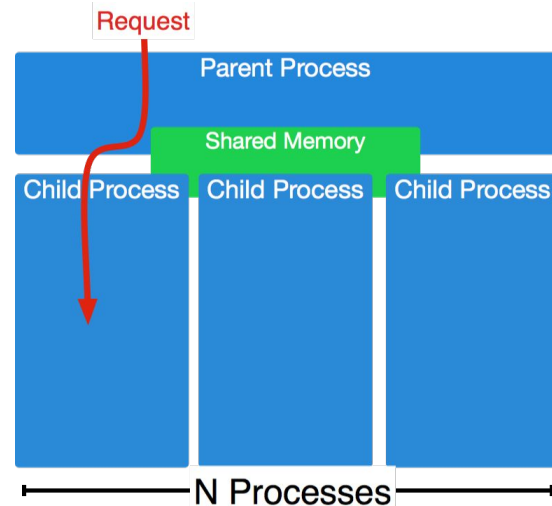 Request
Parent Process
Shared Memory
Child Process
Child Process
Child Process
N Processes